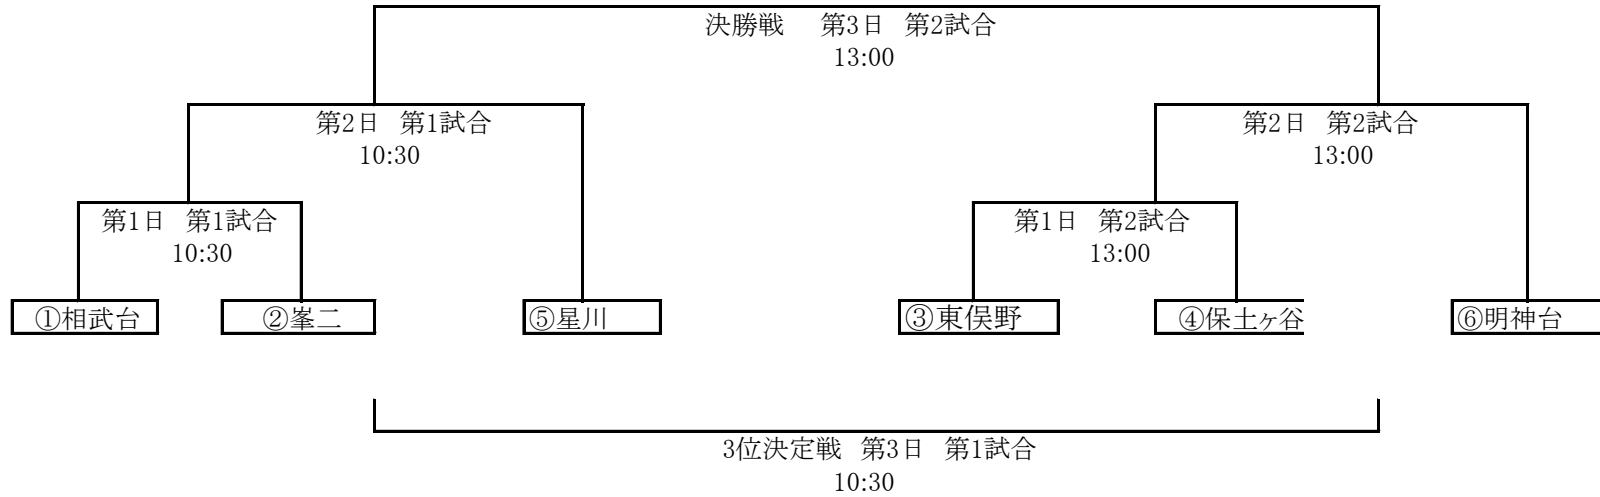 決勝戦　第3日　第2試合
13:00
第2日　第1試合
10:30
第2日　第2試合
13:00
第1日　第1試合
10:30
第1日　第2試合
13:00
①相武台
②峯二
⑤星川
③東俣野
④保土ヶ谷
⑥明神台
3位決定戦　第3日　第1試合
10:30